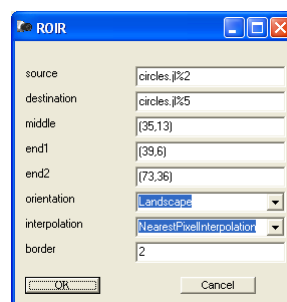 ROIR
source circles.jl%2
destination circles.jl%5
middle (35,13)
end1 (39,6)
end2 (73,36)
orientation Landscape
interpolation NearestPixelInterpolation
border 2
OK Cancel